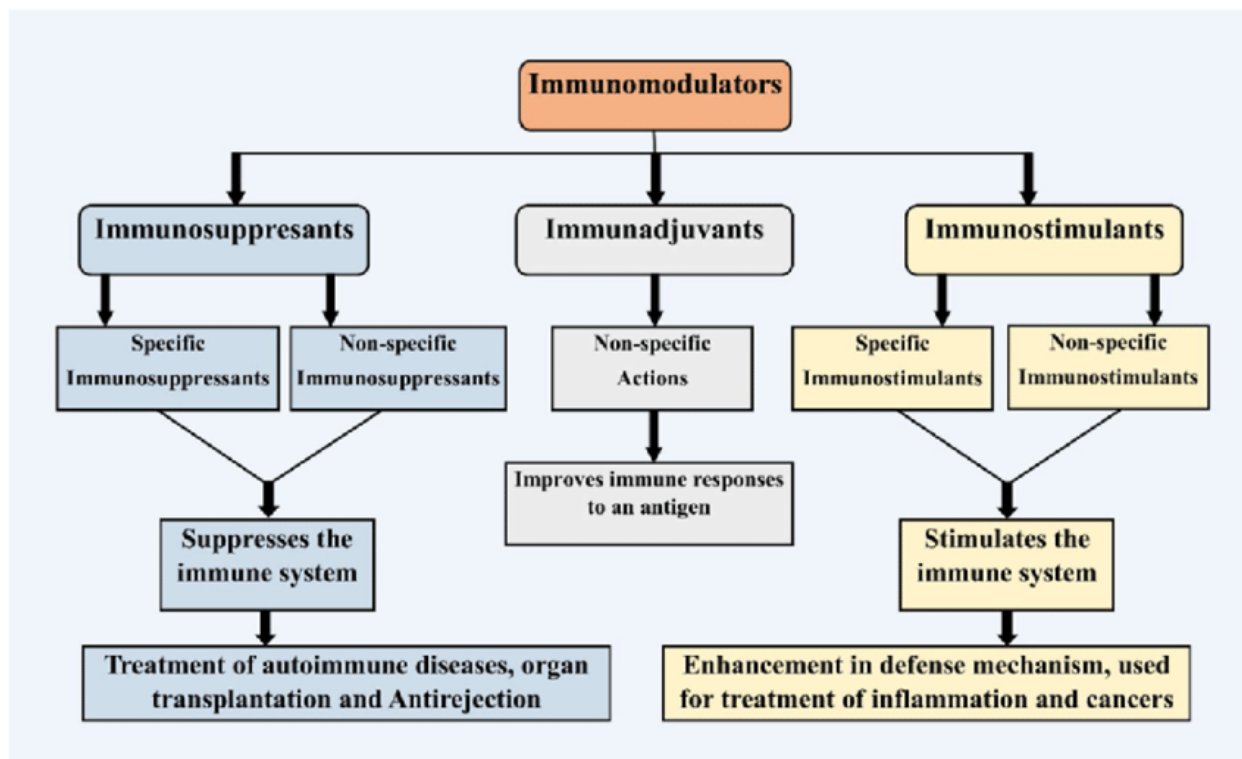 Immunomodulators
Immunosuppresants
Immunadjuvants
Immunostimulants
Specific
Immunosuppressants
Non-specific
Immunosuppressants
Non-specific
Actions
Specific
Immunostimulants
Non-specific
Immunostimulants
Improves immune responses
to an antigen
Suppresses the
immune system
Stimulates the
immune system
Treatment of autoimmune diseases, organ
transplantation and Antirejection
Enhancement in defense mechanism, used
for treatment of inflammation and cancers